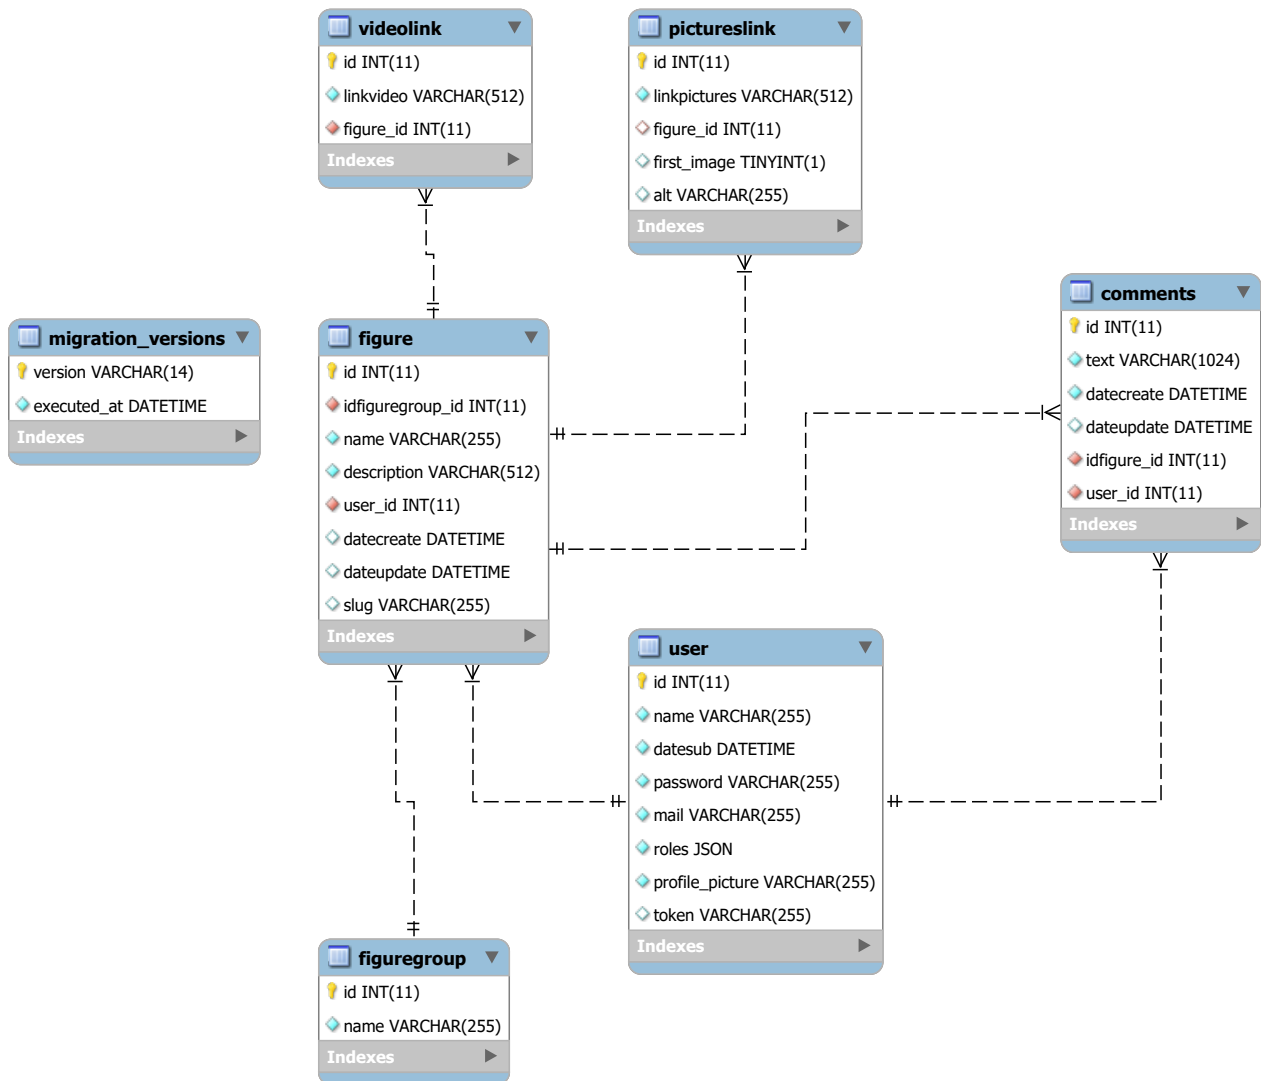 videolink
id INT(11)
linkvideo VARCHAR(512)
figure_id INT(11)
Indexes
pictureslink
id INT(11)
linkpictures VARCHAR(512)
figure_id INT(11)
first_image TINYINT(1)
alt VARCHAR(255)
Indexes
comments
id INT(11)
text VARCHAR(1024)
datecreate DATETIME
dateupdate DATETIME
idfigure_id INT(11)
user_id INT(11)
Indexes
migration_versions
version VARCHAR(14)
executed_at DATETIME
Indexes
figure
id INT(11)
idfiguregroup_id INT(11)
name VARCHAR(255)
description VARCHAR(512)
user_id INT(11)
datecreate DATETIME
dateupdate DATETIME
slug VARCHAR(255)
Indexes
user
id INT(11)
name VARCHAR(255)
datesub DATETIME
password VARCHAR(255)
mail VARCHAR(255)
roles JSON
profile_picture VARCHAR(255)
token VARCHAR(255)
Indexes
figuregroup
id INT(11)
name VARCHAR(255)
Indexes